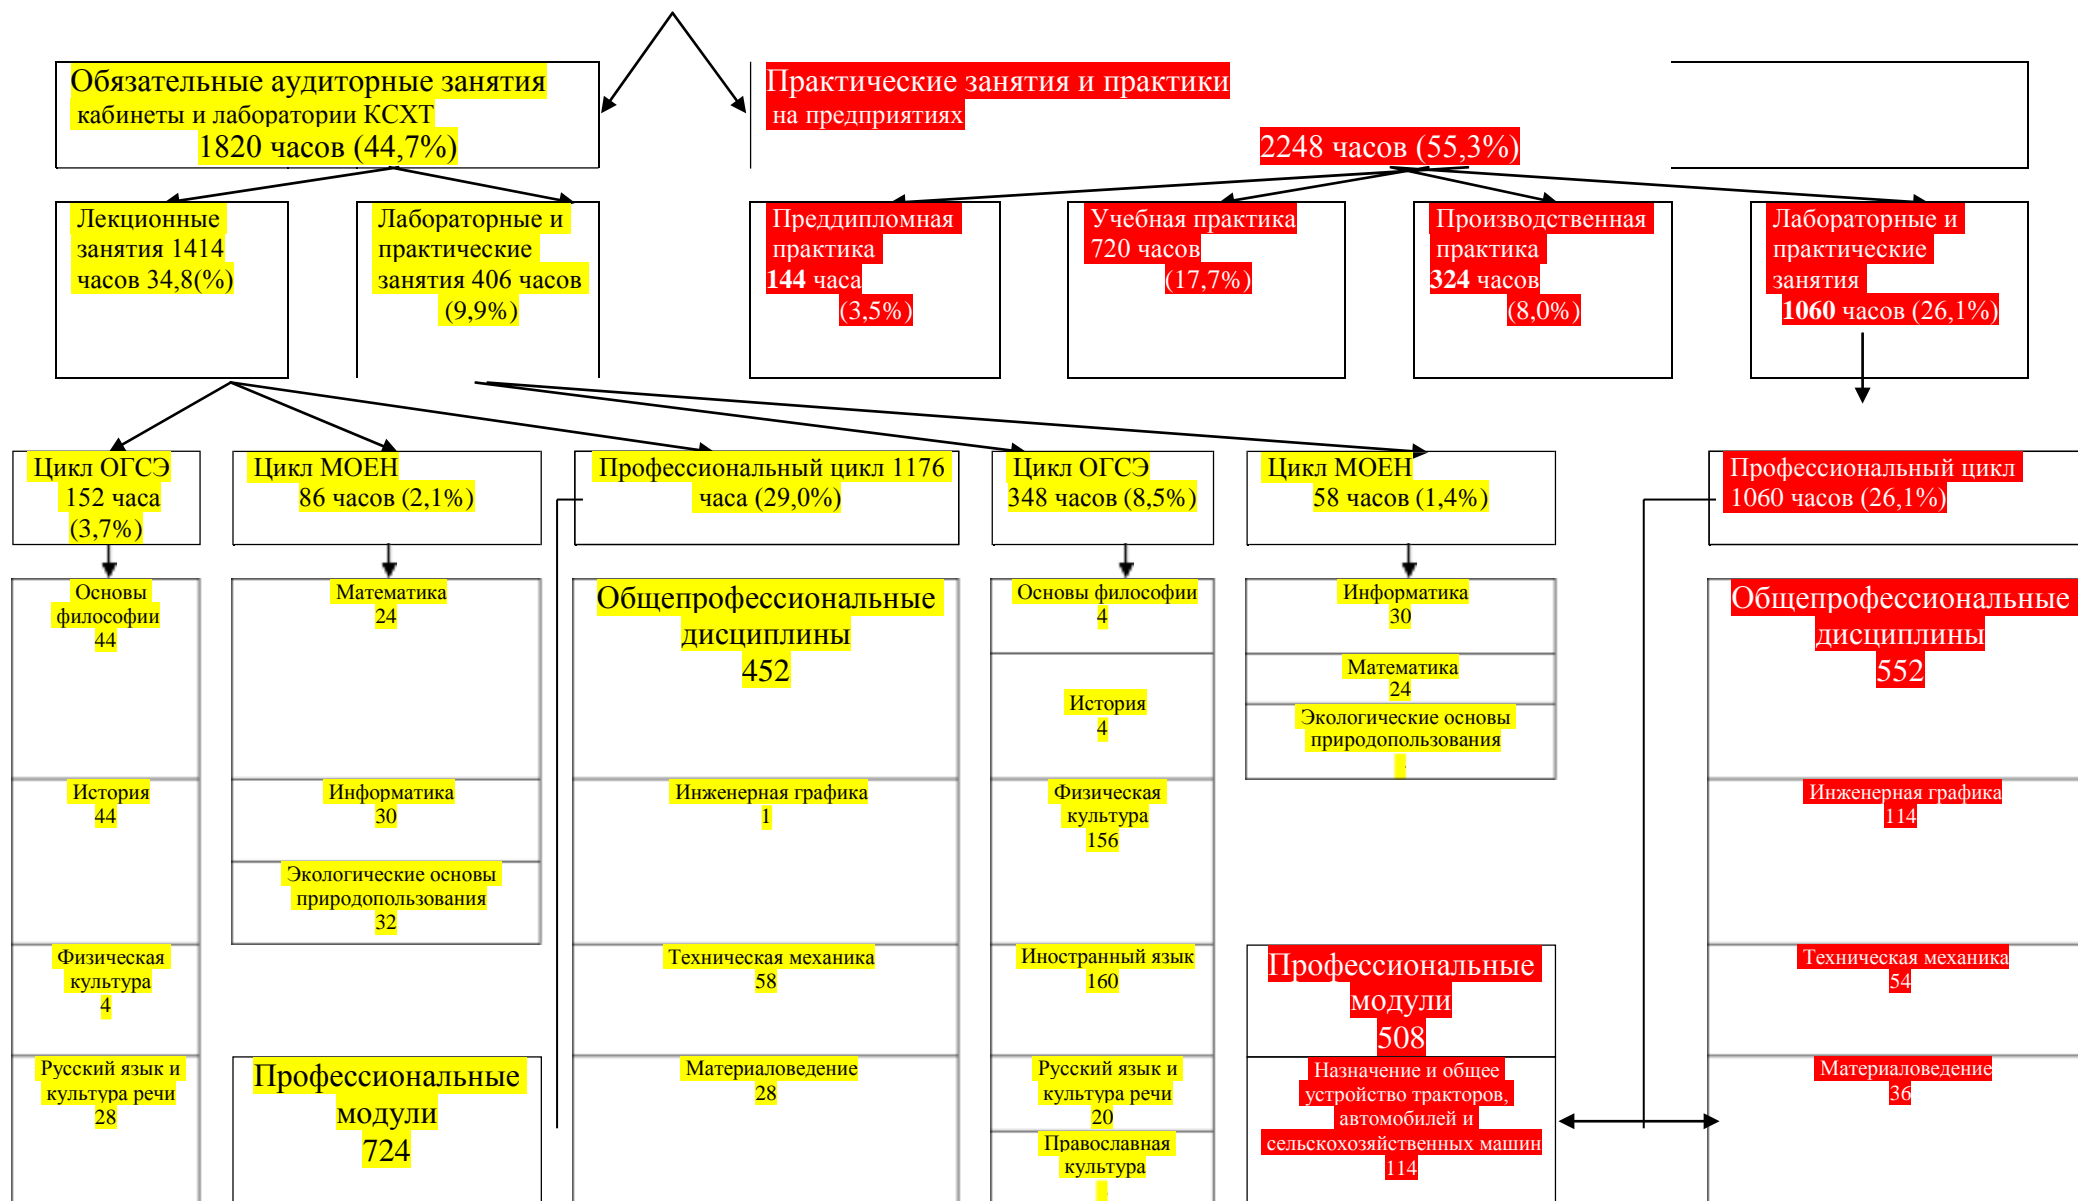 Обязательные аудиторные занятия
кабинеты и лаборатории КСХТ
1820 часов (44,7%)
Практические занятия и практики
на предприятиях
2248 часов (55,3%)
Лекционные
занятия 1414
часов 34,8(%)
Лабораторные и
практические
занятия 406 часов
(9,9%)
Преддипломная
практика
144 часа
(3,5%)
Учебная практика
720 часов
(17,7%)
Производственная
практика
324 часов
(8,0%)
Лабораторные и
практические
занятия
1060 часов (26,1%)
Цикл ОГСЭ
152 часа
(3,7%)
Цикл МОЕН
86 часов (2,1%)
Профессиональный цикл 1176
часа (29,0%)
Цикл ОГСЭ
348 часов (8,5%)
Цикл МОЕН
58 часов (1,4%)
Профессиональный цикл
1060 часов (26,1%)
Основы
философии
44
История
44
Физическая
культура
4
Русский язык и
культура речи
28
Математика
24
Информатика
30
Экологические основы
природопользования
32
Профессиональные
модули
724
Общепрофессиональные
дисциплины
452
Инженерная графика
1
Техническая механика
58
Материаловедение
28
Основы философии
4
История
4
Физическая
культура
156
Иностранный язык
160
Русский язык и
культура речи
20
Православная
культура
Информатика
30
Математика
24
Экологические основы
природопользования
Профессиональные
модули
508
Назначение и общее
устройство тракторов,
автомобилей и
сельскохозяйственных машин
114
Общепрофессиональные
дисциплины
552
Инженерная графика
114
Техническая механика
54
Материаловедение
36